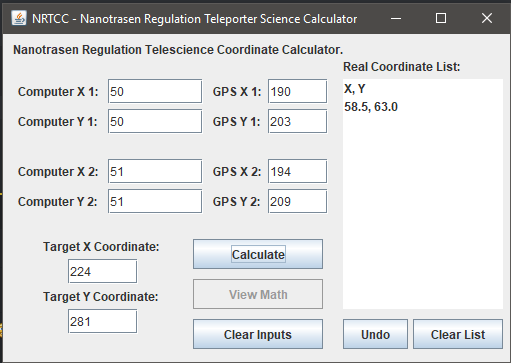 NRTCC - Nanotrasen Regulation Teleporter Science Calculator
Nanotrasen Regulation Telescience Coordinate Calculator.
Real Coordinate List:
Computer X 1: 50 GPS X 1: 190
X, Y
58.5, 63.0
Computer Y 1: 50 GPS Y 1: 203
Computer X 2: 51 GPS X 2: 194
Computer Y 2: 51 GPS Y 2: 209
Target X Coordinate:
224
Calculate
Target Y Coordinate:
281
View Math
Clear Inputs
Undo
Clear List